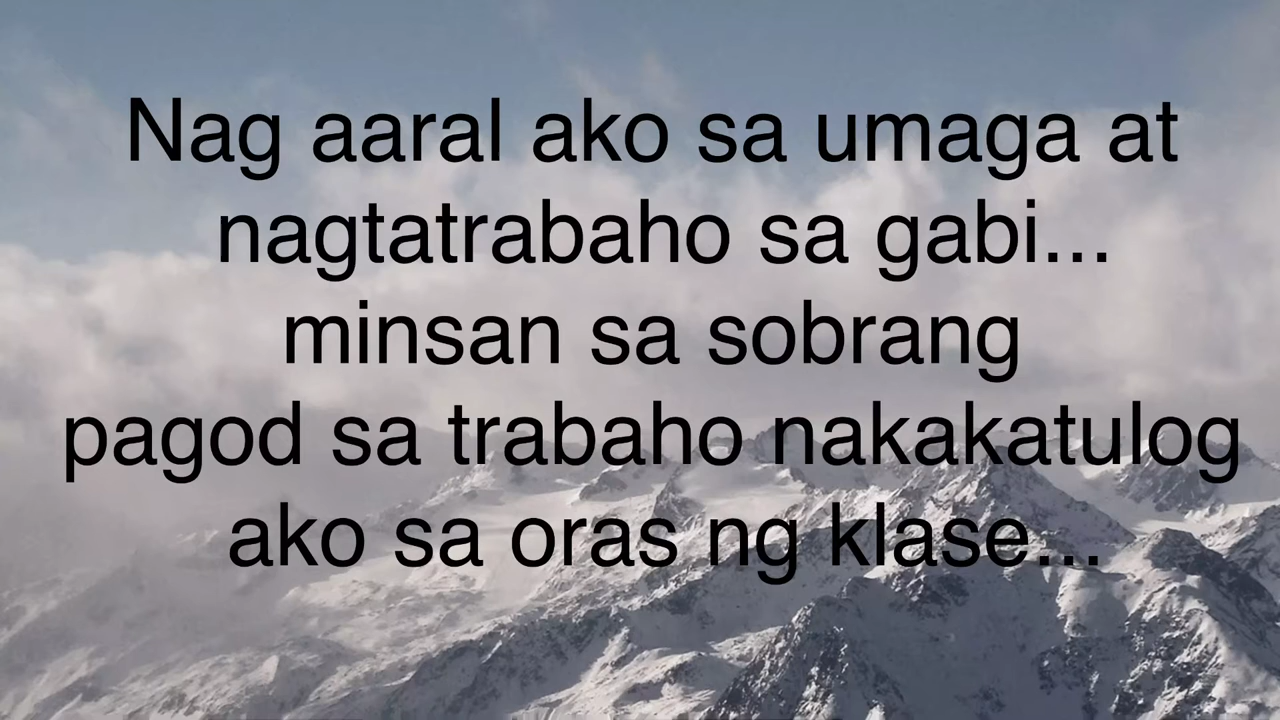 Nag aaral ako sa umaga at
nagtatrabaho sa gabi...
minsan sa sobrang
pagod sa trabaho nakakatulog
ako sa oras ng klase...